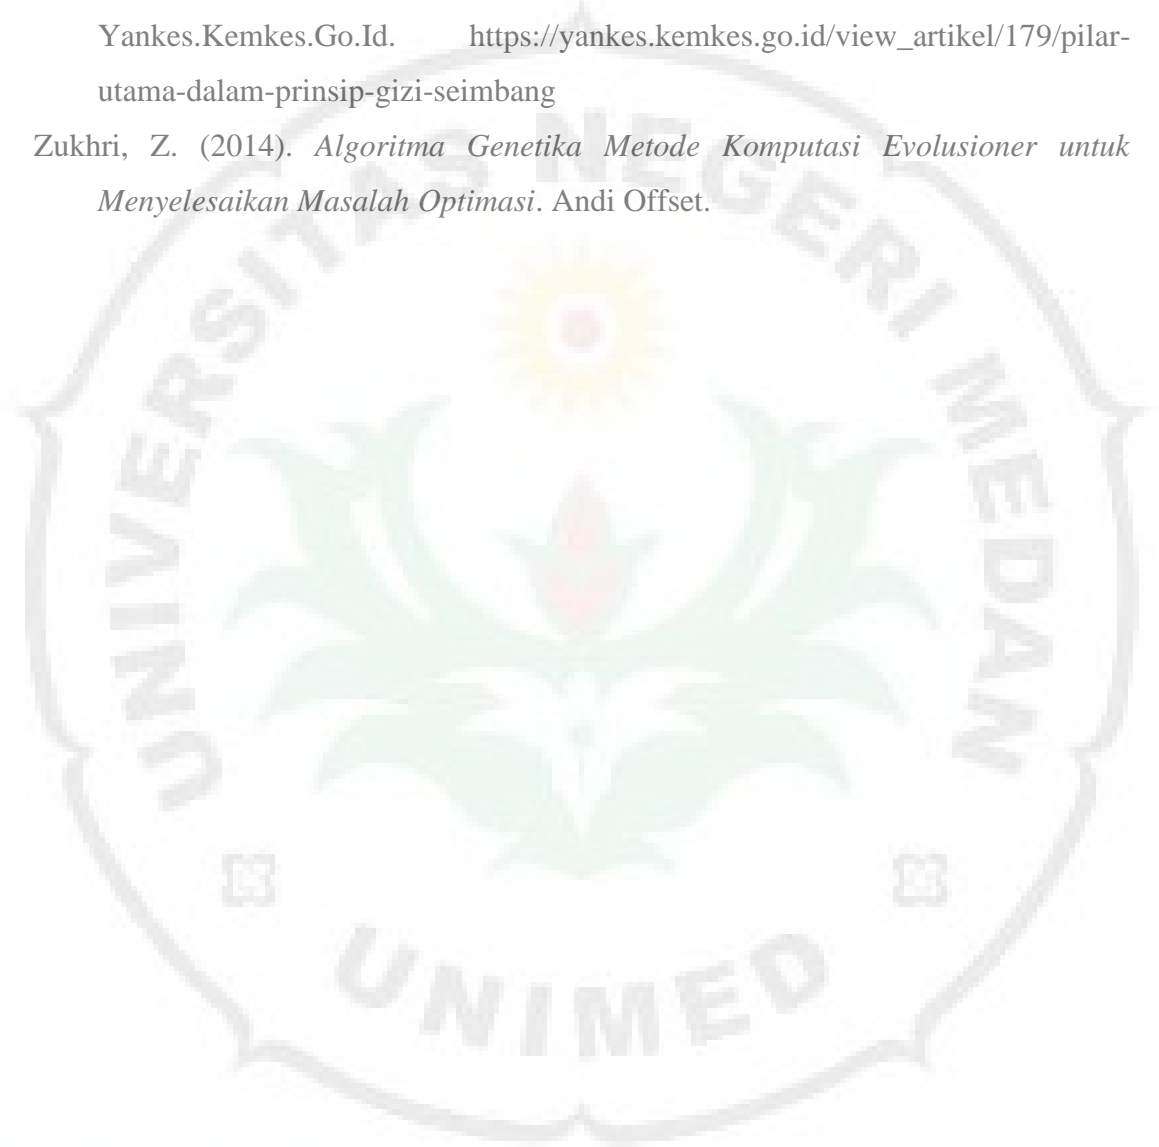 Yankes.Kemkes.Go.Id. https://yankes.kemkes.go.id/view_artikel/179/pilar-
utama-dalam-prinsip-gizi-seimbang
Zukhri, Z. (2014). Algoritma Genetika Metode Komputasi Evolusioner untuk
Menyelesaikan Masalah Optimasi. Andi Offset.
UNIVERSITAS NEGERI MEDAN
UNIMED